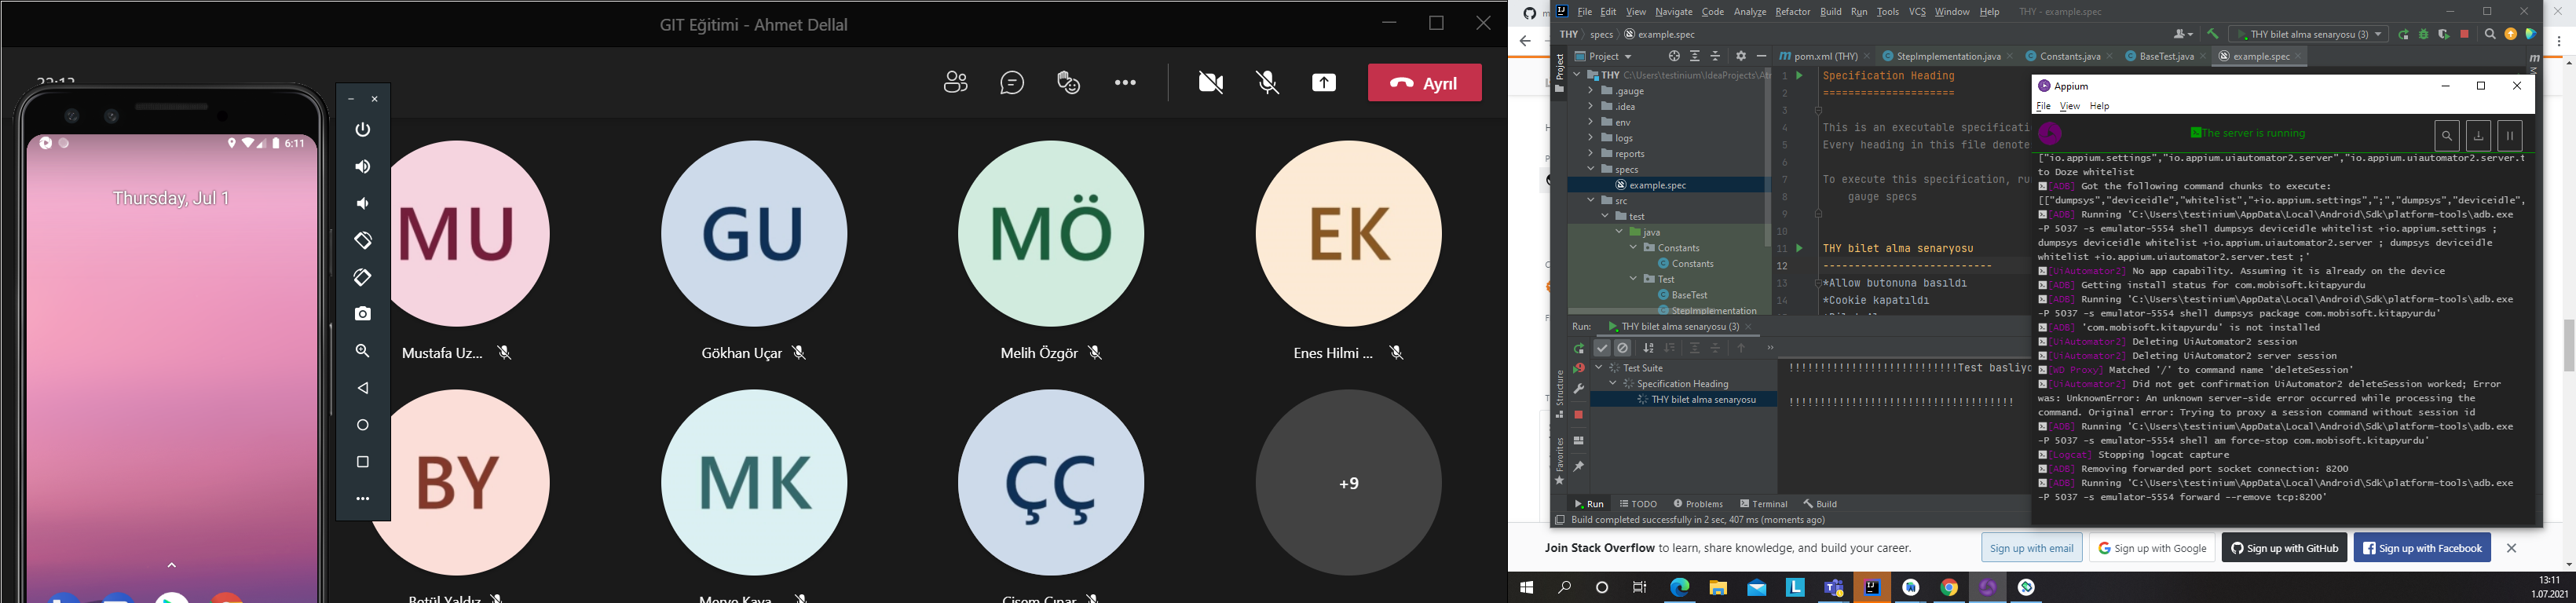 GIT Eğitimi - Ahmet Dellal
Ayrıl
6:11
Thursday, Jul 1
MU
GU
MÖ
EK
Mustafa Uz...
Gökhan Uçar
Melih Özgör
Enes Hilmi ...
BY
MK
ÇÇ
+9
Betül Yaldız
Merve Kaya
Çisem Çınar
File Edit View Navigate Code Analyze Refactor Build Run Tools VCS Window Help THY - example.spec
THY specs example.spec
THY bilet alma senaryosu (3)
Project
pom.xml (THY) StepImplementation.java Constants.java BaseTest.java example.spec
THY C:\Users\testinium\IdeaProjects\
.gauge
.idea
env
logs
reports
specs
example.spec
src
test
java
Constants
Constants
Test
BaseTest
StepImplementation
1 Specification Heading
2 =====================
3
4 This is an executable specificati
5 Every heading in this file denote
6
7 To execute this specification, ru
8 gauge specs
9
10
11 THY bilet alma senaryosu
12 ---------------------------
13 *Allow butonuna basıldı
14 *Cookie kapatıldı
Run: THY bilet alma senaryosu (3)
Test Suite
Specification Heading
THY bilet alma senaryosu
!!!!!!!!!!!!!!!!!!!!!!!!!!!Test basliyo
!!!!!!!!!!!!!!!!!!!!!!!!!!!!!!!!!!!!
Project
Structure
Favorites
Run TODO Problems Terminal Build
Build completed successfully in 2 sec, 407 ms (moments ago)
Appium
File View Help
The server is running
["io.appium.settings","io.appium.uiautomator2.server","io.appium.uiautomator2.server.t
to Doze whitelist
[ADB] Got the following command chunks to execute:
[["dumpsys","deviceidle","whitelist","+io.appium.settings",";","dumpsys","deviceidle",
[ADB] Running 'C:\Users\testinium\AppData\Local\Android\Sdk\platform-tools\adb.exe
-P 5037 -s emulator-5554 shell dumpsys deviceidle whitelist +io.appium.settings ;
dumpsys deviceidle whitelist +io.appium.uiautomator2.server ; dumpsys deviceidle
whitelist +io.appium.uiautomator2.server.test ;'
[UiAutomator2] No app capability. Assuming it is already on the device
[ADB] Getting install status for com.mobisoft.kitapyurdu
[ADB] Running 'C:\Users\testinium\AppData\Local\Android\Sdk\platform-tools\adb.exe
-P 5037 -s emulator-5554 shell dumpsys package com.mobisoft.kitapyurdu'
[ADB] 'com.mobisoft.kitapyurdu' is not installed
[UiAutomator2] Deleting UiAutomator2 session
[UiAutomator2] Deleting UiAutomator2 server session
[WD Proxy] Matched '/' to command name 'deleteSession'
[UiAutomator2] Did not get confirmation UiAutomator2 deleteSession worked; Error
was: UnknownError: An unknown server-side error occurred while processing the
command. Original error: Trying to proxy a session command without session id
[ADB] Running 'C:\Users\testinium\AppData\Local\Android\Sdk\platform-tools\adb.exe
-P 5037 -s emulator-5554 shell am force-stop com.mobisoft.kitapyurdu'
[Logcat] Stopping logcat capture
[ADB] Removing forwarded port socket connection: 8200
[ADB] Running 'C:\Users\testinium\AppData\Local\Android\Sdk\platform-tools\adb.exe
-P 5037 -s emulator-5554 forward --remove tcp:8200'
Join Stack Overflow to learn, share knowledge, and build your career.
Sign up with email
Sign up with Google
Sign up with GitHub
Sign up with Facebook
13:11
1.07.2021